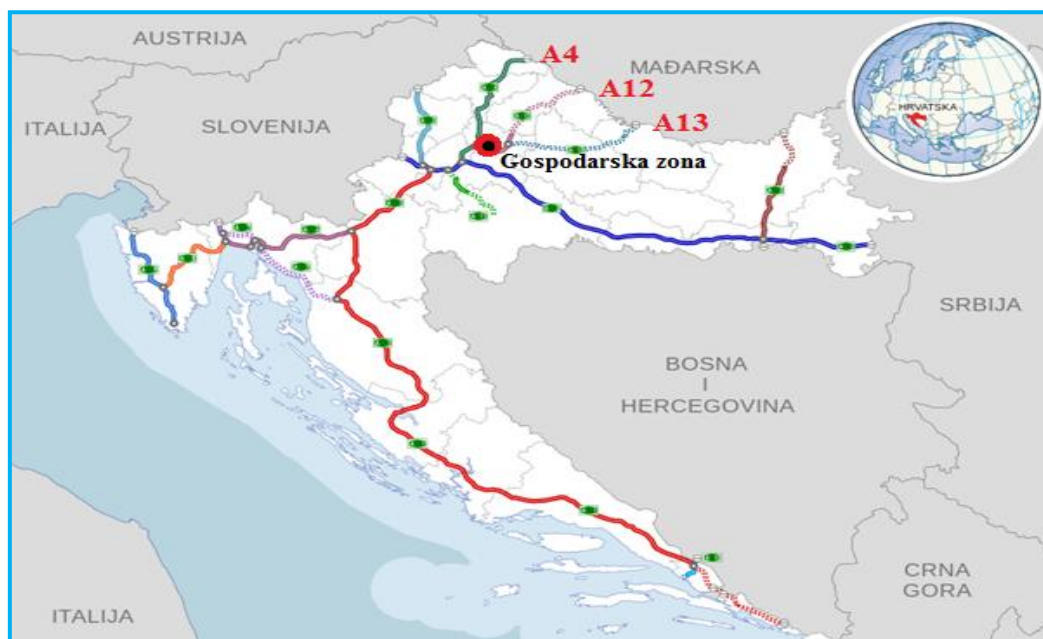 AUSTRIJA
A4
MAĐARSKA
A12
ITALIJA
SLOVENIJA
HRVATSKA
A13
Gospodarska zona
SRBIJA
BOSNA
I
HERCEGOVINA
CRNA
GORA
ITALIJA